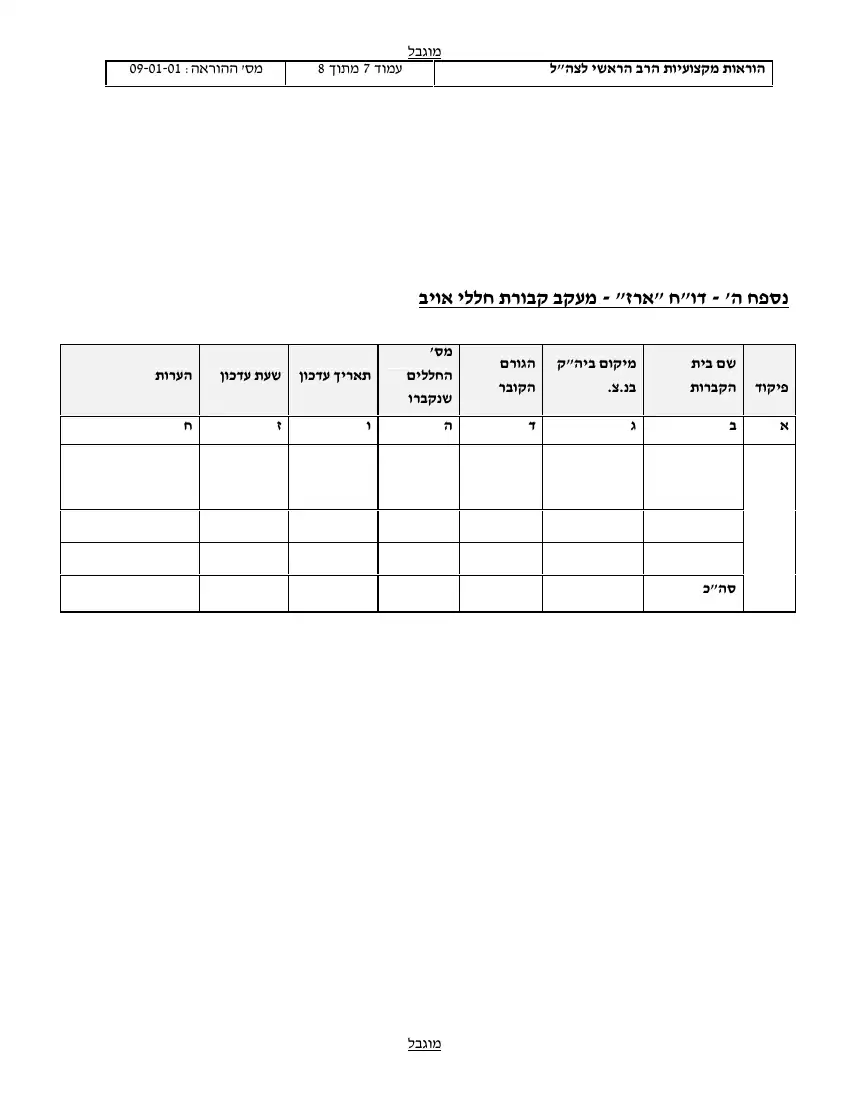 מוגבל
הוראות מקצועיות הרב הראשי לצה"ל עמוד 7 מתוך 8 מס' ההוראה: 09-01-01
נספח ה' - דו"ח "ארז" - מעקב קבורת חללי אויב
פיקוד שם בית הקברות מיקום ביה"ק בנ.צ. הגורם הקובר מס' החללים שנקברו תאריך עדכון שעת עדכון הערות
א ב ג ד ה ו ז ח
סה"כ
מוגבל